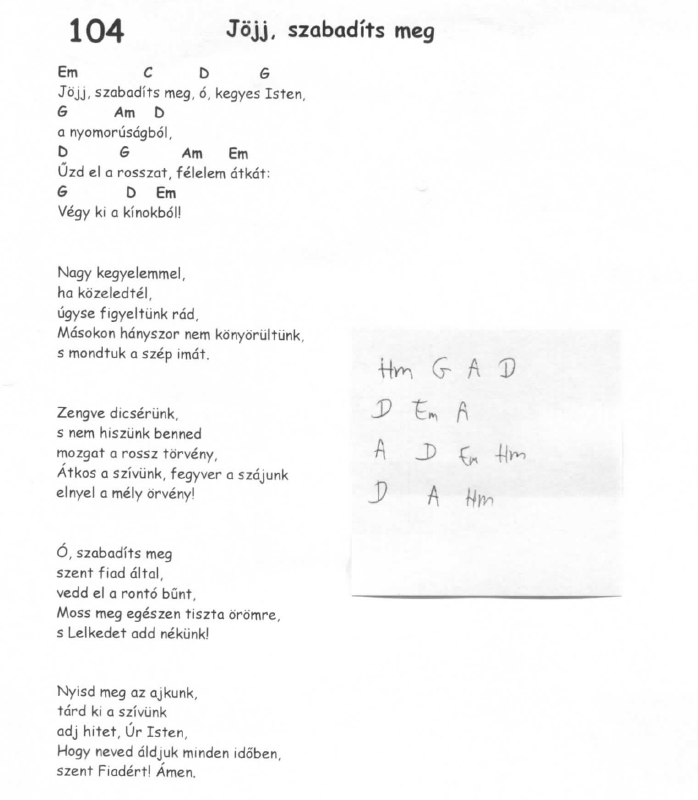 104 Jöjj, szabadíts meg
Em C D G
Jöjj, szabadíts meg, ó, kegyes Isten,
G Am D
a nyomorúságból,
D G Am Em
Űzd el a rosszat, félelem átkát:
G D Em
Végy ki a kínokból!
Nagy kegyelemmel,
ha közeledtél,
úgyse figyeltünk rád,
Másokon hányszor nem könyörültünk,
s mondtuk a szép imát.
Zengve dicsérünk,
s nem hiszünk benned
mozgat a rossz törvény,
Átkos a szívünk, fegyver a szájunk
elnyel a mély örvény!
Ó, szabadíts meg
szent fiad által,
vedd el a rontó bűnt,
Moss meg egészen tiszta örömre,
s Lelkedet add nékünk!
Nyisd meg az ajkunk,
tárd ki a szívünk
adj hitet, Úr Isten,
Hogy neved áldjuk minden időben,
szent Fiadért! Ámen.
Hm G A D
D Em A
A D Em Hm
D A Hm